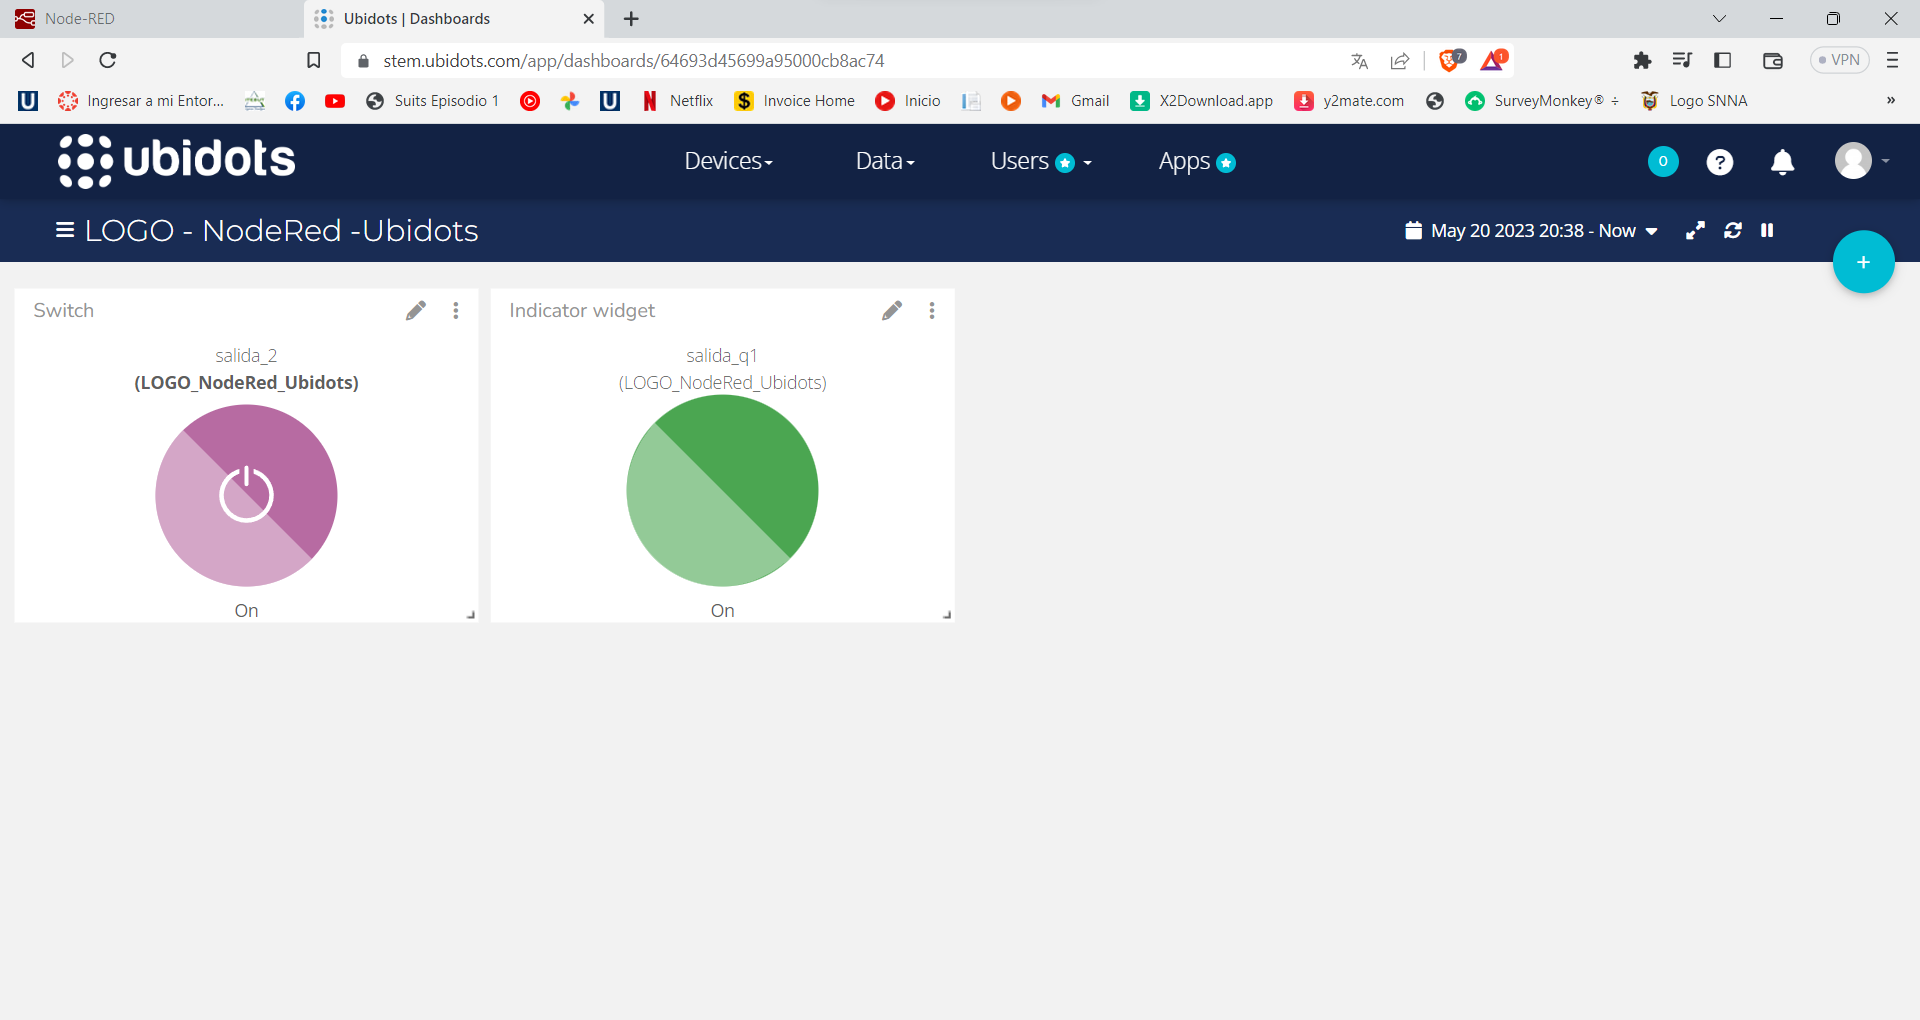 Node-RED
Ubidots | Dashboards
stem.ubidots.com/app/dashboards/64693d45699a95000cb8ac74
7
1
VPN
Ingresar a mi Entor...
Suits Episodio 1
Netflix
Invoice Home
Inicio
Gmail
X2Download.app
y2mate.com
SurveyMonkey® ÷
Logo SNNA
»
ubidots
Devices
Data
Users
Apps
0
?
LOGO - NodeRed -Ubidots
May 20 2023 20:38 - Now
+
Switch
Indicator widget
salida_2
(LOGO_NodeRed_Ubidots)
On
salida_q1
(LOGO_NodeRed_Ubidots)
On